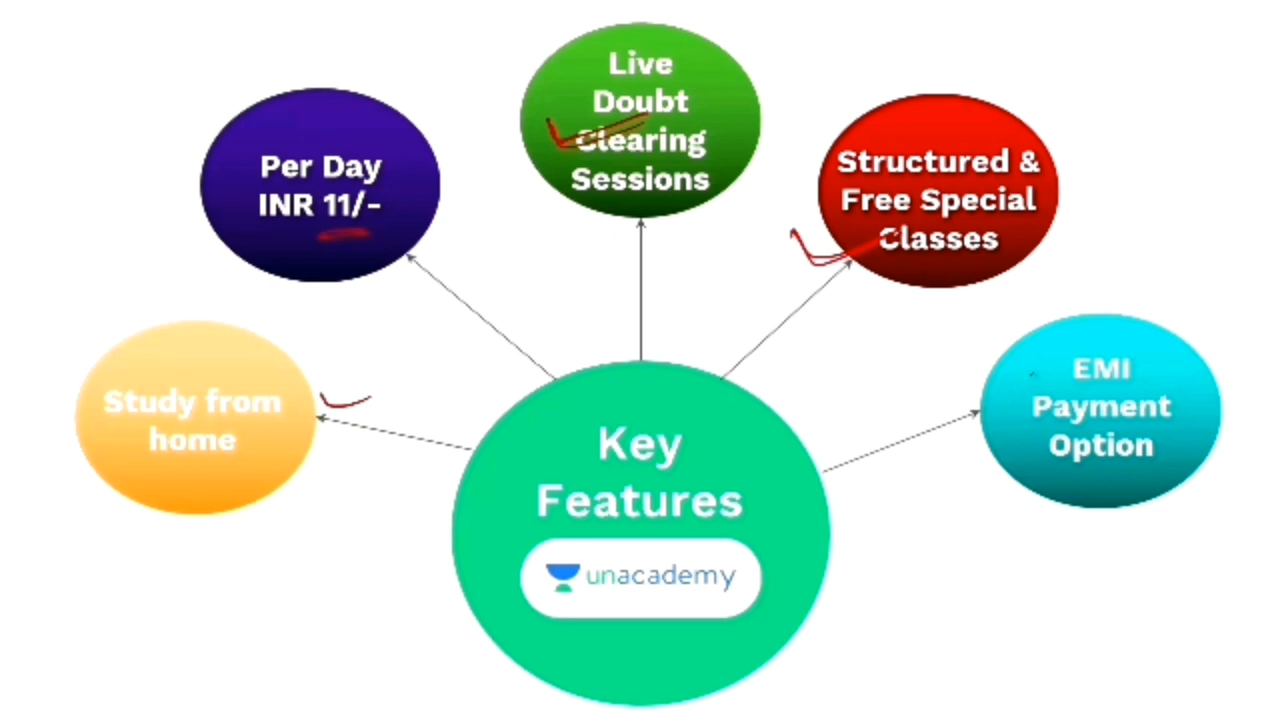 Live
Doubt
Clearing
Sessions
Per Day
INR 11/-
Structured &
Free Special
Classes
Study from
home
EMI
Payment
Option
Key
Features
unacademy